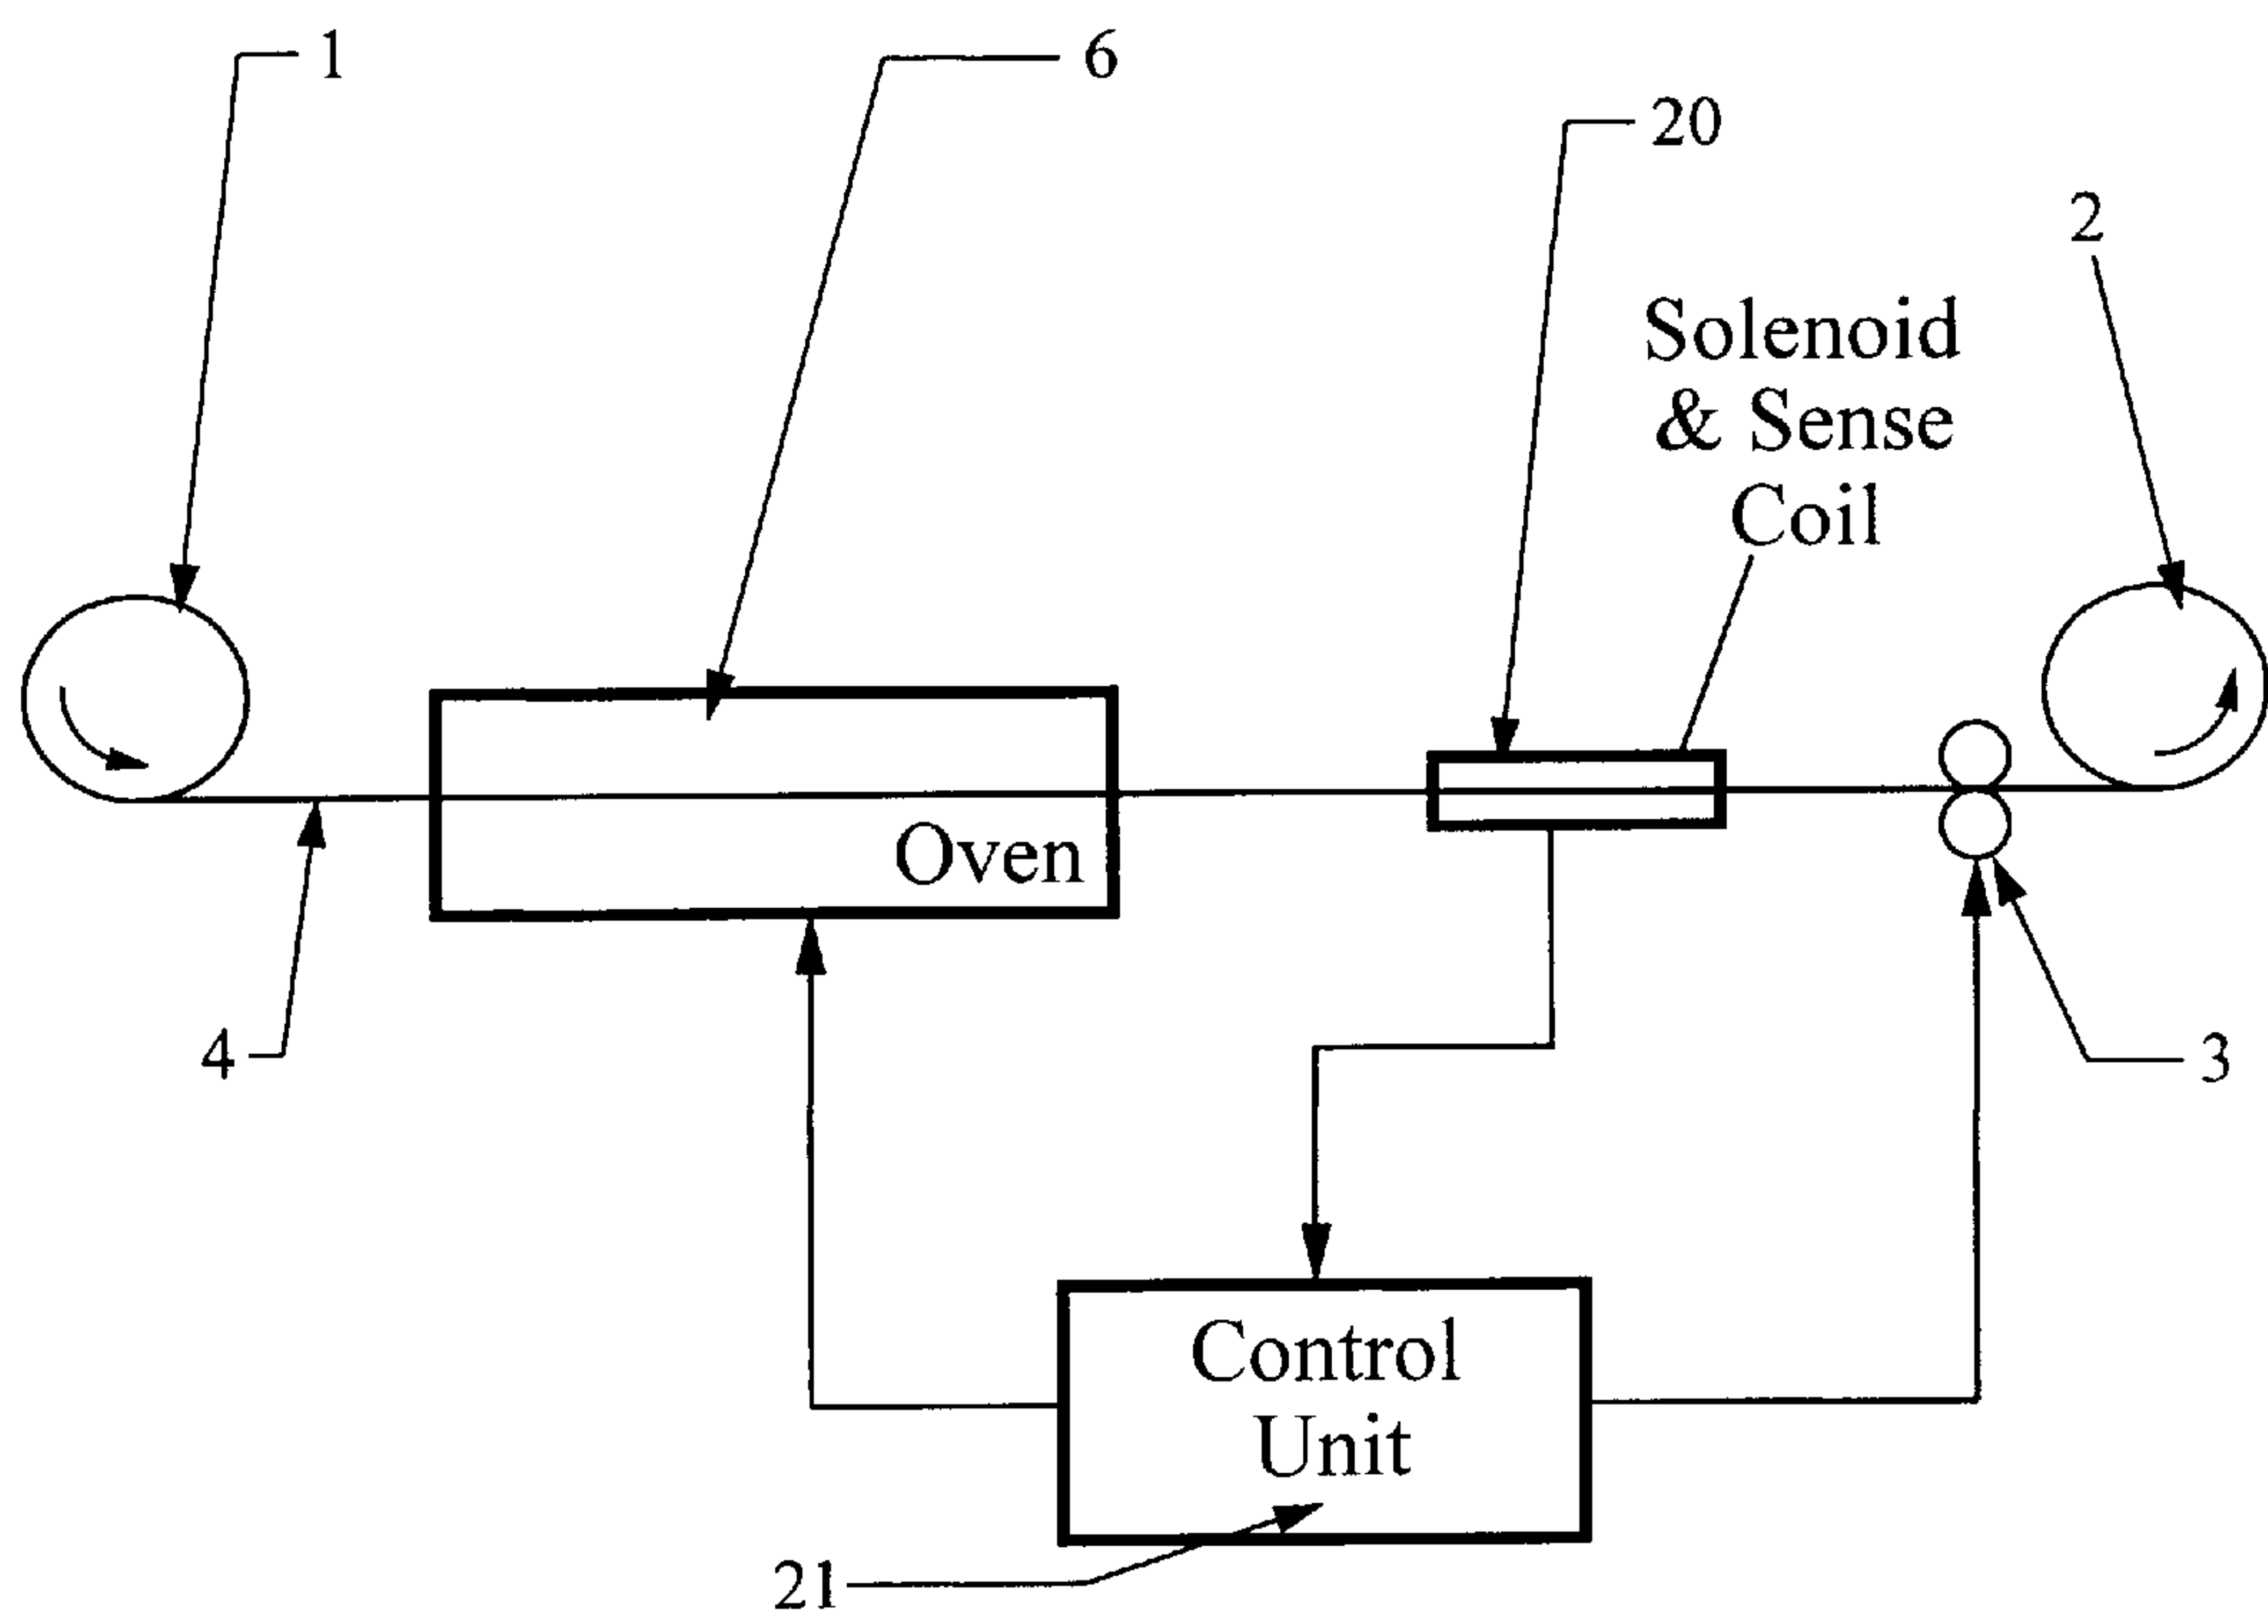 1
6
20
2
Solenoid
& Sense
Coil
Oven
4
3
Control
Unit
21